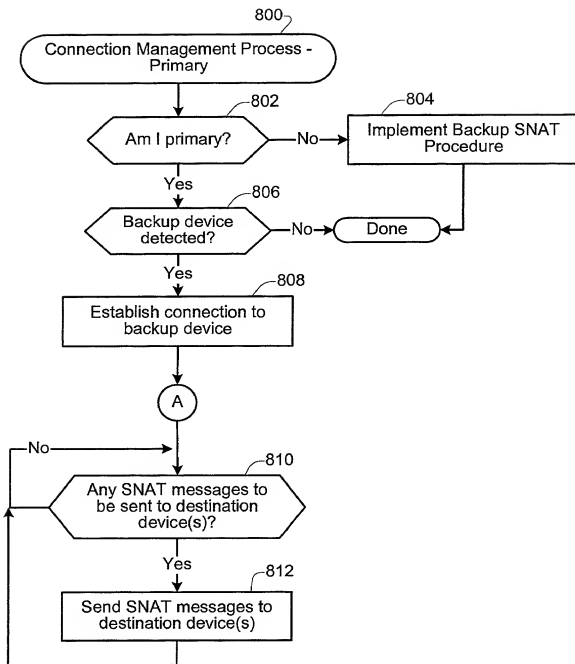 800
Connection Management Process -
Primary
802
Am I primary?
No
804
Implement Backup SNAT
Procedure
Yes
806
Backup device
detected?
No
Done
Yes
808
Establish connection to
backup device
A
No
810
Any SNAT messages to
be sent to destination
device(s)?
Yes
812
Send SNAT messages to
destination device(s)